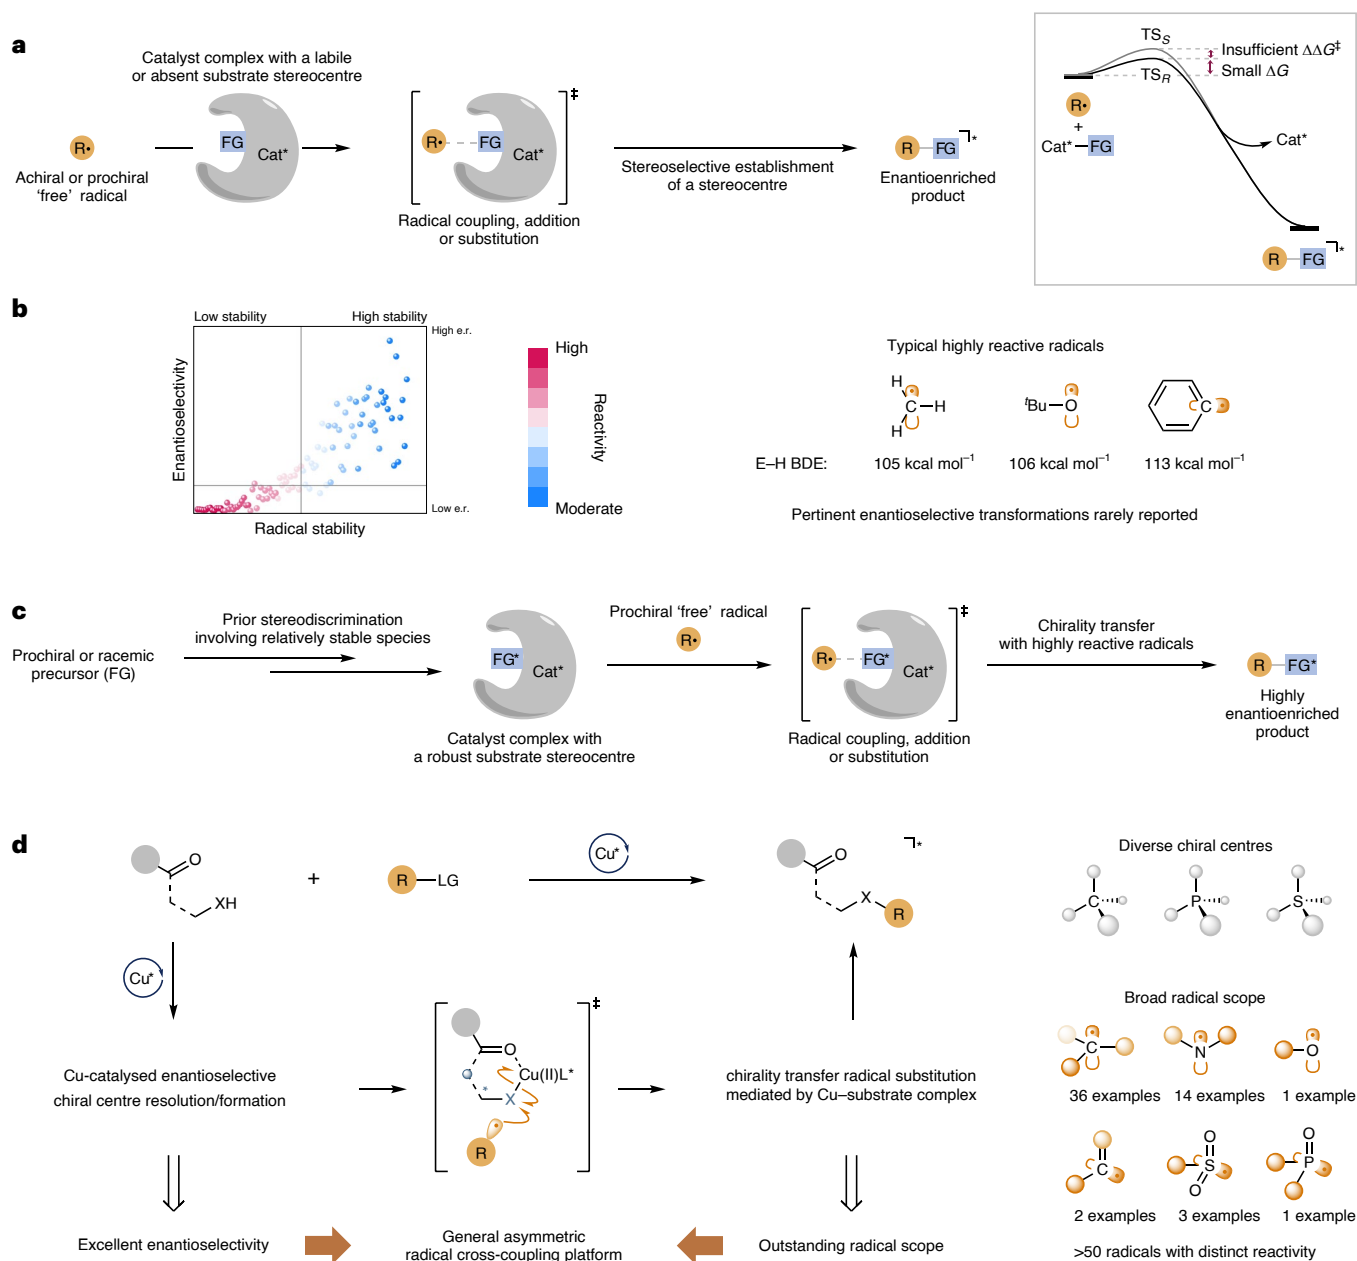 a
Catalyst complex with a labile
or absent substrate stereocentre
R•
Achiral or prochiral
'free' radical
FG
Cat*
R•
FG
Cat*
‡
Radical coupling, addition
or substitution
Stereoselective establishment
of a stereocentre
R
FG
*
Enantioenriched
product
TS_S
Insufficient ΔΔG‡
Small ΔG
TS_R
R•
+
Cat*
FG
Cat*
R
FG
*
b
Low stability
High stability
High e.r.
Low e.r.
Enantioselectivity
Radical stability
High
Reactivity
Moderate
Typical highly reactive radicals
H
C
H
H
ᵗBu
O
C
E–H BDE:
105 kcal mol⁻¹
106 kcal mol⁻¹
113 kcal mol⁻¹
Pertinent enantioselective transformations rarely reported
c
Prochiral or racemic
precursor (FG)
Prior stereodiscrimination
involving relatively stable species
FG*
Cat*
Catalyst complex with
a robust substrate stereocentre
Prochiral 'free' radical
R•
R•
FG*
Cat*
‡
Radical coupling, addition
or substitution
Chirality transfer
with highly reactive radicals
R
FG*
Highly
enantioenriched
product
d
O
XH
+
R
LG
Cu*
O
X
R
*
Diverse chiral centres
C
P
S
Cu*
Broad radical scope
C
N
O
36 examples
14 examples
1 example
Cu-catalysed enantioselective
chiral centre resolution/formation
O
Cu(II)L*
*
X
R
‡
chirality transfer radical substitution
mediated by Cu–substrate complex
C
O
S
O
O
P
2 examples
3 examples
1 example
Excellent enantioselectivity
General asymmetric
radical cross-coupling platform
Outstanding radical scope
>50 radicals with distinct reactivity